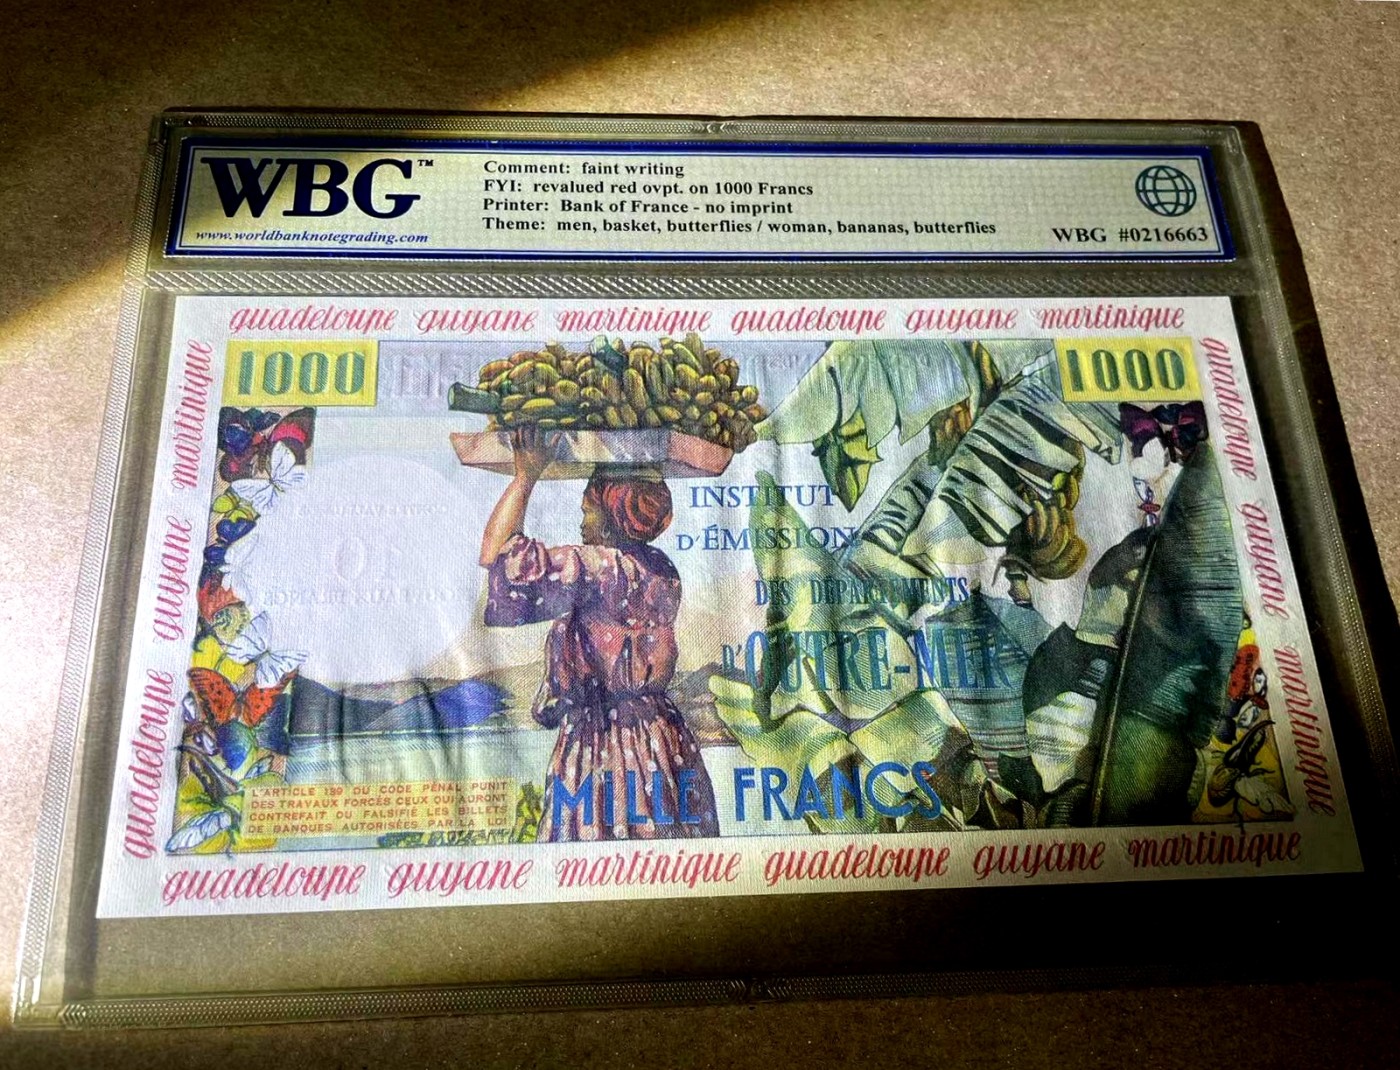 WBG™
www.worldbanknotegrading.com
Comment: faint writing
FYI: revalued red ovpt. on 1000 Francs
Printer: Bank of France - no imprint
Theme: men, basket, butterflies / woman, bananas, butterflies
WBG #0216663
guadeloupe guyane martinique guadeloupe guyane martinique
guadeloupe guyane martinique
1000
1000
INSTITUT
D'ÉMISSION
DES DÉPARTEMENTS
D'OUTRE-MER
10
L'ARTICLE 139 DU CODE PÉNAL PUNIT
DES TRAVAUX FORCÉS CEUX QUI AURONT
CONTREFAIT OU FALSIFIÉ LES BILLETS
DE BANQUES AUTORISÉES PAR LA LOI
MILLE FRANCS
guadeloupe guyane martinique
guadeloupe guyane martinique guadeloupe guyane martinique